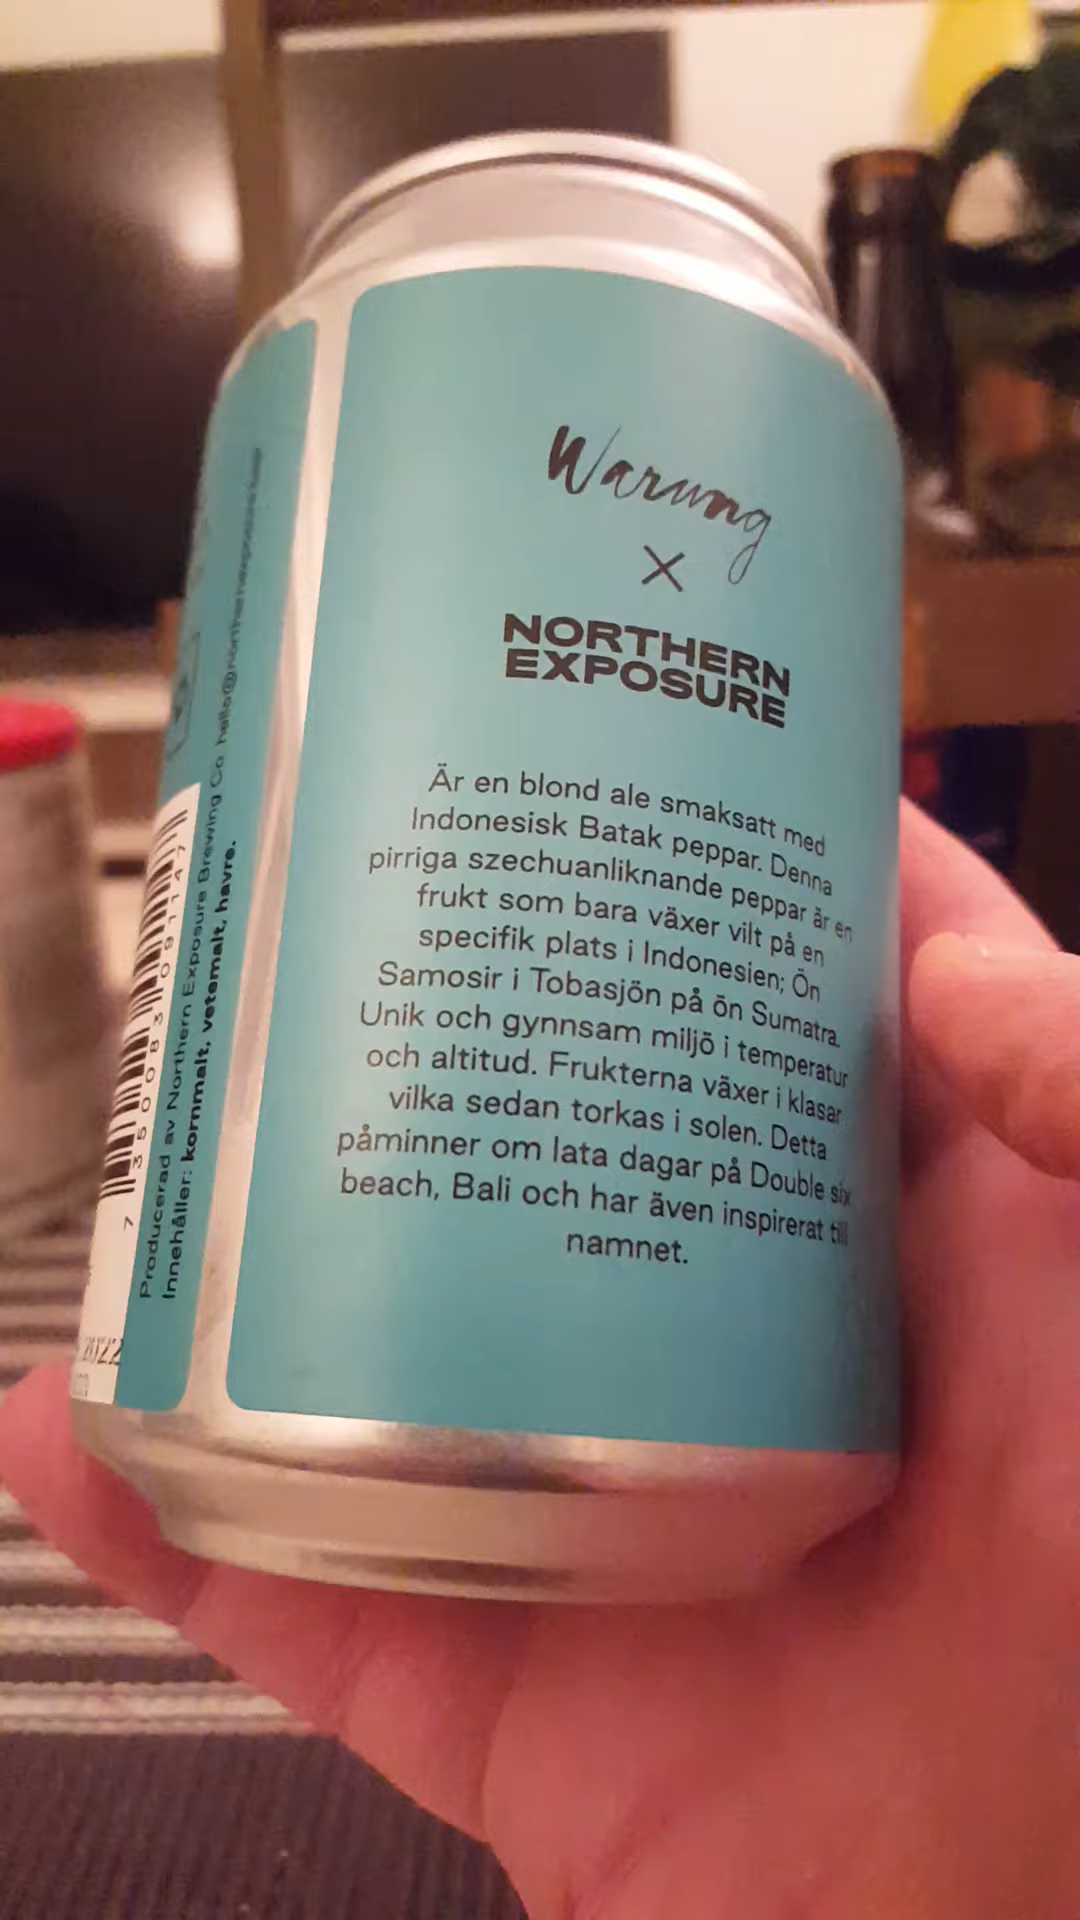 Warung
X
NORTHERN
EXPOSURE
Är en blond ale smaksatt med
Indonesisk Batak peppar. Denna
pirriga szechuanliknande peppar är en
frukt som bara växer vilt på en
specifik plats i Indonesien; Ön
Samosir i Tobasjön på ön Sumatra.
Unik och gynnsam miljö i temperatur
och altitud. Frukterna växer i klasar
vilka sedan torkas i solen. Detta
påminner om lata dagar på Double six
beach, Bali och har även inspirerat till
namnet.
Producerad av Northern Exposure Brewing Co
Innehåller: kornmalt, vetemalt, havre.
7 350083 091147
2022